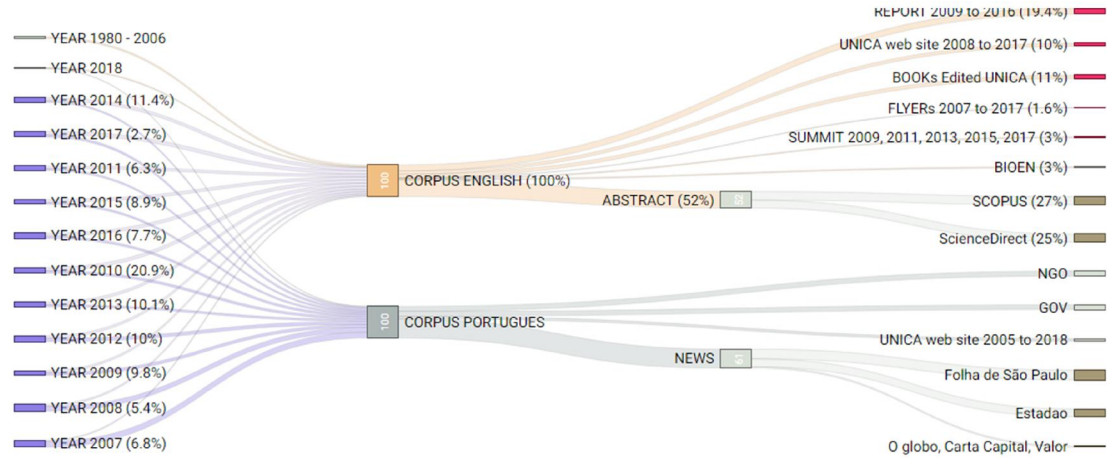 YEAR 1980 - 2006
YEAR 2018
YEAR 2014 (11.4%)
YEAR 2017 (2.7%)
YEAR 2011 (6.3%)
YEAR 2015 (8.9%)
YEAR 2016 (7.7%)
YEAR 2010 (20.9%)
YEAR 2013 (10.1%)
YEAR 2012 (10%)
YEAR 2009 (9.8%)
YEAR 2008 (5.4%)
YEAR 2007 (6.8%)
100
CORPUS ENGLISH (100%)
100
CORPUS PORTUGUES
ABSTRACT (52%)
52
NEWS
61
REPORT 2009 to 2016 (19.4%)
UNICA web site 2008 to 2017 (10%)
BOOKs Edited UNICA (11%)
FLYERs 2007 to 2017 (1.6%)
SUMMIT 2009, 2011, 2013, 2015, 2017 (3%)
BIOEN (3%)
SCOPUS (27%)
ScienceDirect (25%)
NGO
GOV
UNICA web site 2005 to 2018
Folha de São Paulo
Estadao
O globo, Carta Capital, Valor